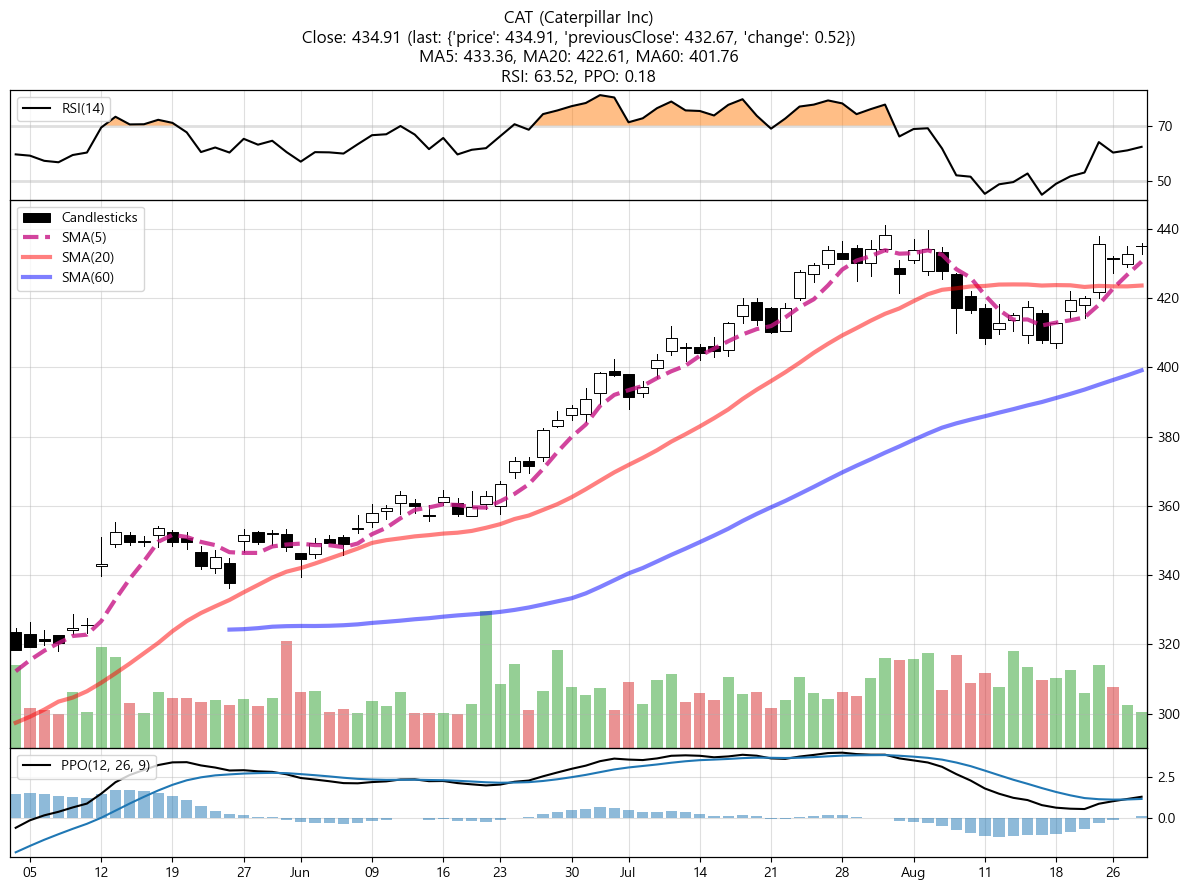 CAT (Caterpillar Inc)
Close: 434.91 (last: {'price': 434.91, 'previousClose': 432.67, 'change': 0.52})
MA5: 433.36, MA20: 422.61, MA60: 401.76
RSI: 63.52, PPO: 0.18
RSI(14)
70
50
Candlesticks
SMA(5)
SMA(20)
SMA(60)
440
420
400
380
360
340
320
300
PPO(12, 26, 9)
2.5
0.0
05 12 19 27 Jun 09 16 23 30 Jul 14 21 28 Aug 11 18 26